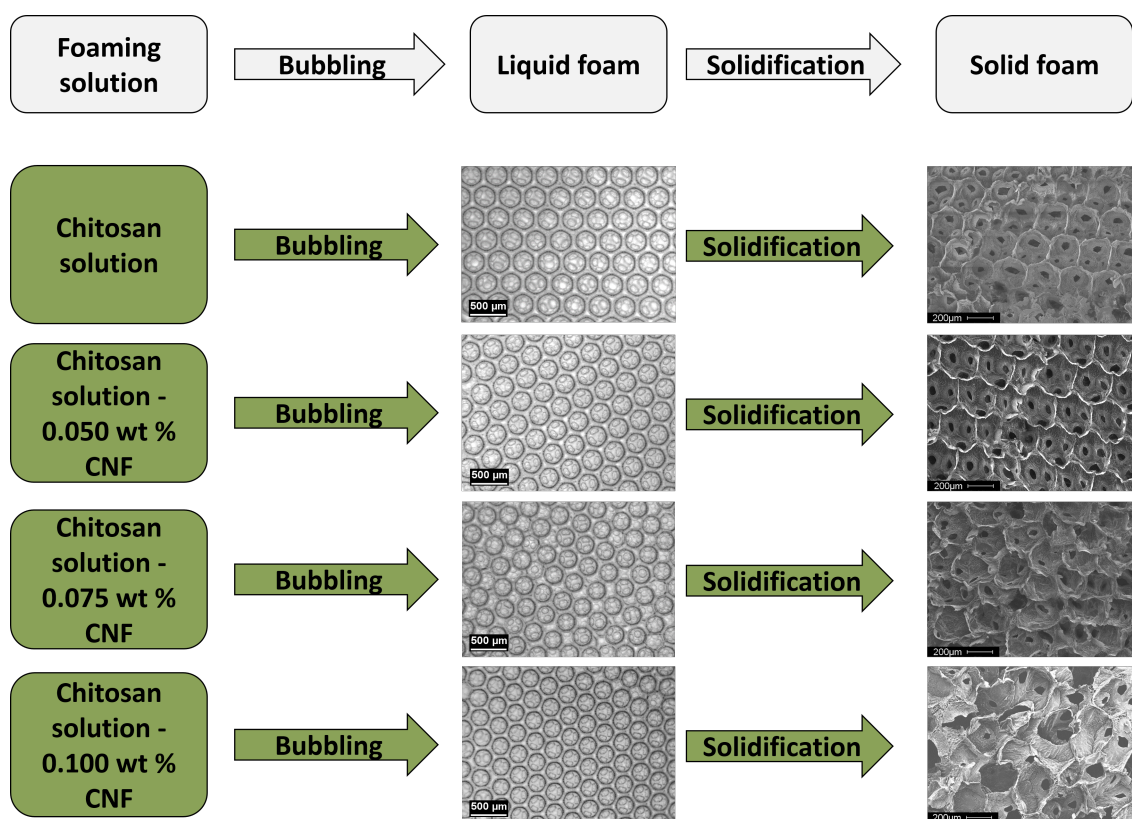 Foaming
solution
Bubbling
Liquid foam
Solidification
Solid foam
Chitosan
solution
Bubbling
500 µm
Solidification
200µm
Chitosan
solution -
0.050 wt %
CNF
Bubbling
500 µm
Solidification
200µm
Chitosan
solution -
0.075 wt %
CNF
Bubbling
500 µm
Solidification
200µm
Chitosan
solution -
0.100 wt %
CNF
Bubbling
500 µm
Solidification
200µm